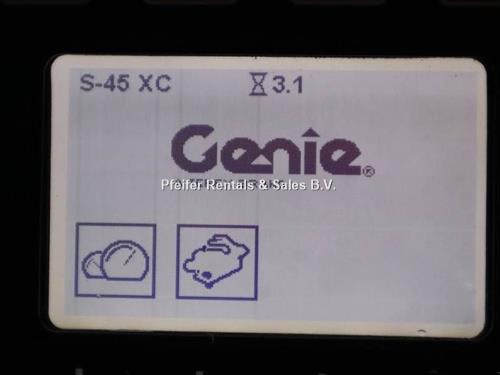 S-45 XC 3.1
Genie®
Pfeifer Rentals & Sales B.V.